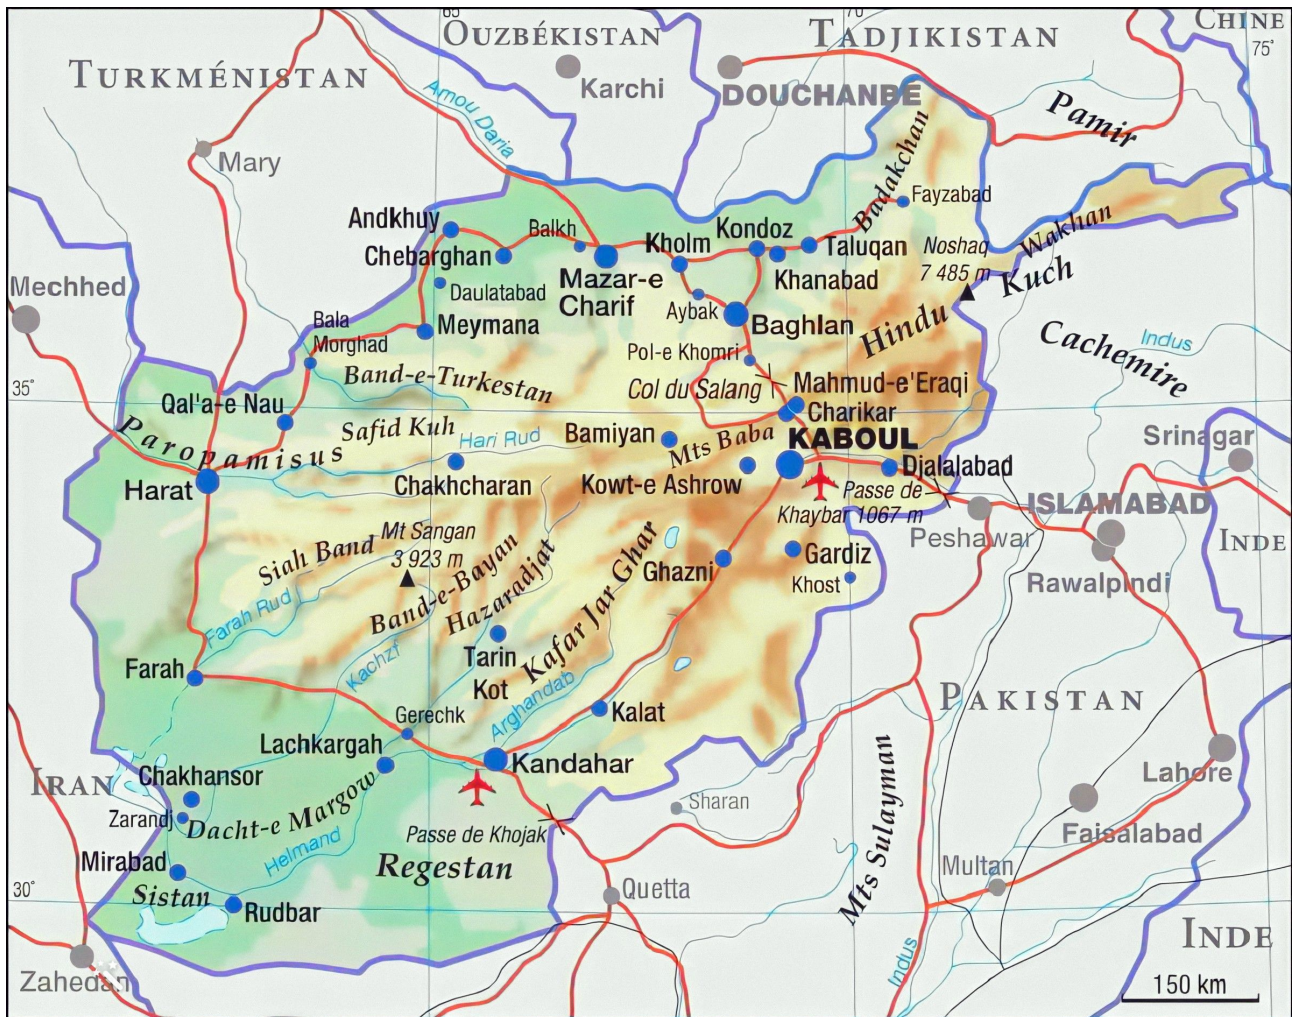 65
70
CHINE
75°
OUZBÉKISTAN
TADJIKISTAN
TURKMÉNISTAN
Karchi
DOUCHANBÉ
Amou Daria
Pamir
Mary
Badakchan
Fayzabad
Andkhuy
Balkh
Kondoz
Wakhan
Chebarghan
Kholm
Taluqan
Noshaq
7 485 m
Mazar-e
Charif
Khanabad
Kuch
Mechhed
Daulatabad
Aybak
Bala
Morghad
Meymana
Baghlan
Hindu
Cachemire
Indus
Pol-e Khomri
35°
Band-e-Turkestan
Col du Salang
Mahmud-e'Eraqi
Qal'a-e Nau
Charikar
Paropamisus
Safid Kuh
Hari Rud
Bamiyan
Mts Baba
KABOUL
Srinagar
Harat
Chakhcharan
Kowt-e Ashrow
Djalalabad
Passe de
Khaybar 1067 m
ISLAMABAD
Peshawar
INDE
Mt Sangan
3 923 m
Siah Band
Band-e-Bayan
Hazaradjat
Kafar Jar Ghar
Ghazni
Gardiz
Khost
Rawalpindi
Farah Rud
Farah
Kachzf
Tarin
Kot
Arghandab
Kalat
PAKISTAN
Gerechk
Lachkargah
Kandahar
Lahore
IRAN
Chakhansor
Zarandj
Dacht-e Margow
Passe de Khojak
Sharan
Mts Sulayman
Faisalabad
Mirabad
Helmand
Regestan
Multan
30°
Sistan
Rudbar
Quetta
Indus
INDE
Zahedan
150 km